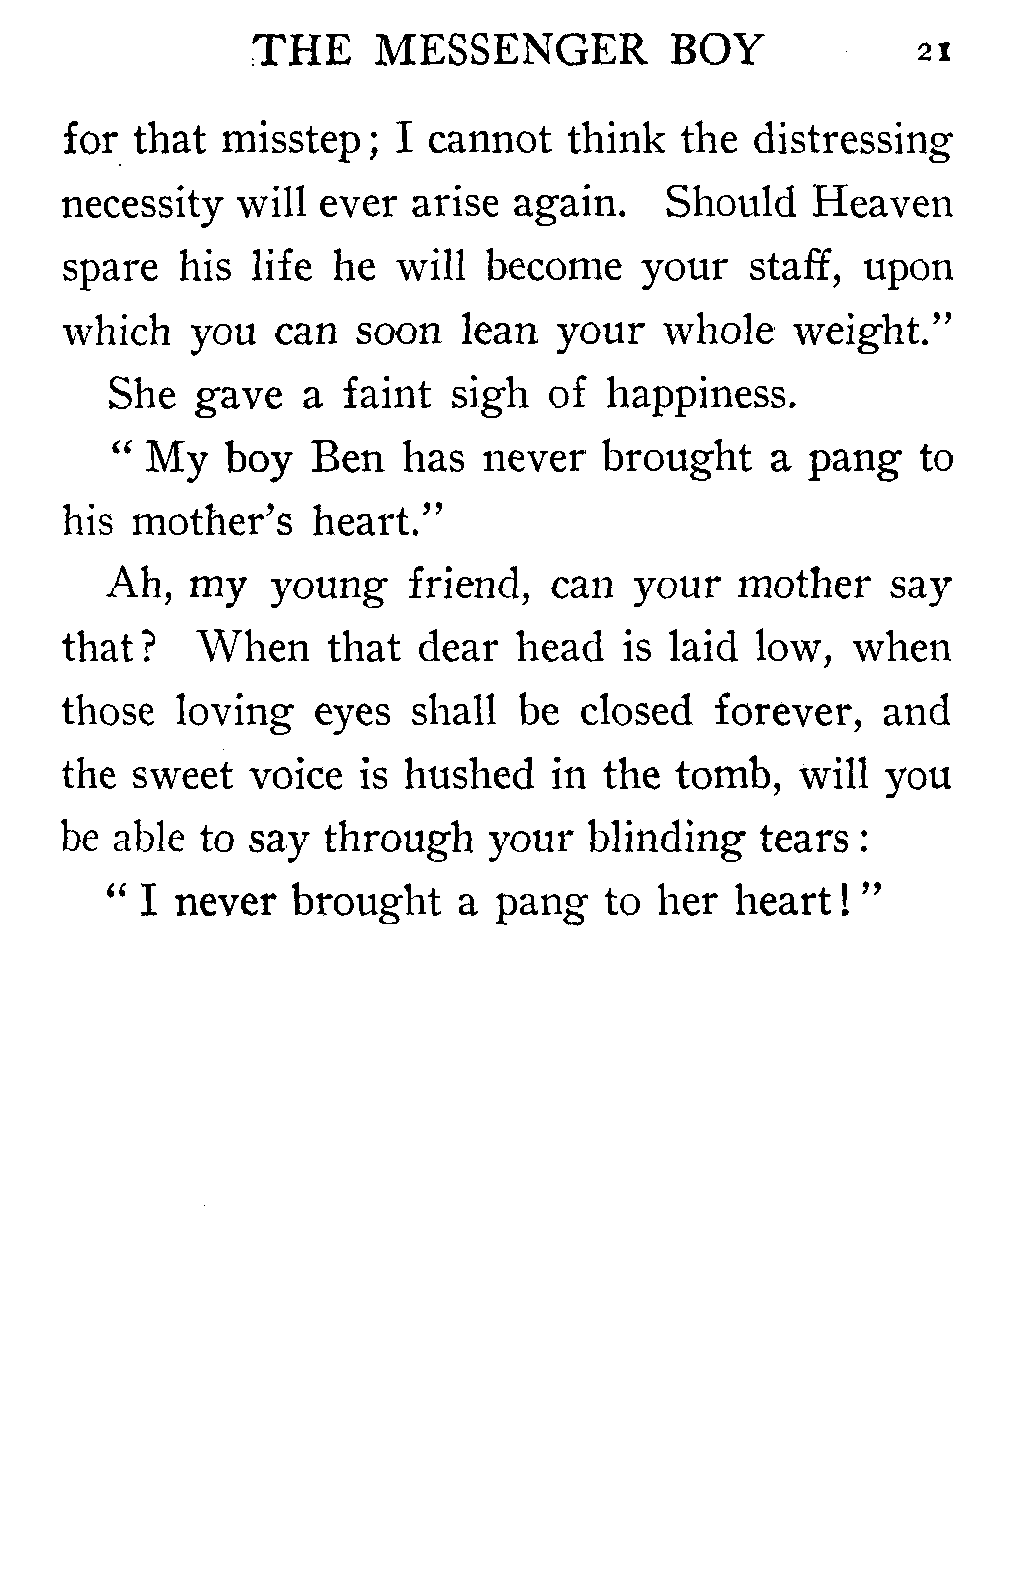 THE MESSENGER BOY 21
for that misstep; I cannot think the distressing
necessity will ever arise again. Should Heaven
spare his life he will become your staff, upon
which you can soon lean your whole weight."
She gave a faint sigh of happiness.
"My boy Ben has never brought a pang to
his mother's heart."
Ah, my young friend, can your mother say
that? When that dear head is laid low, when
those loving eyes shall be closed forever, and
the sweet voice is hushed in the tomb, will you
be able to say through your blinding tears:
"I never brought a pang to her heart!"